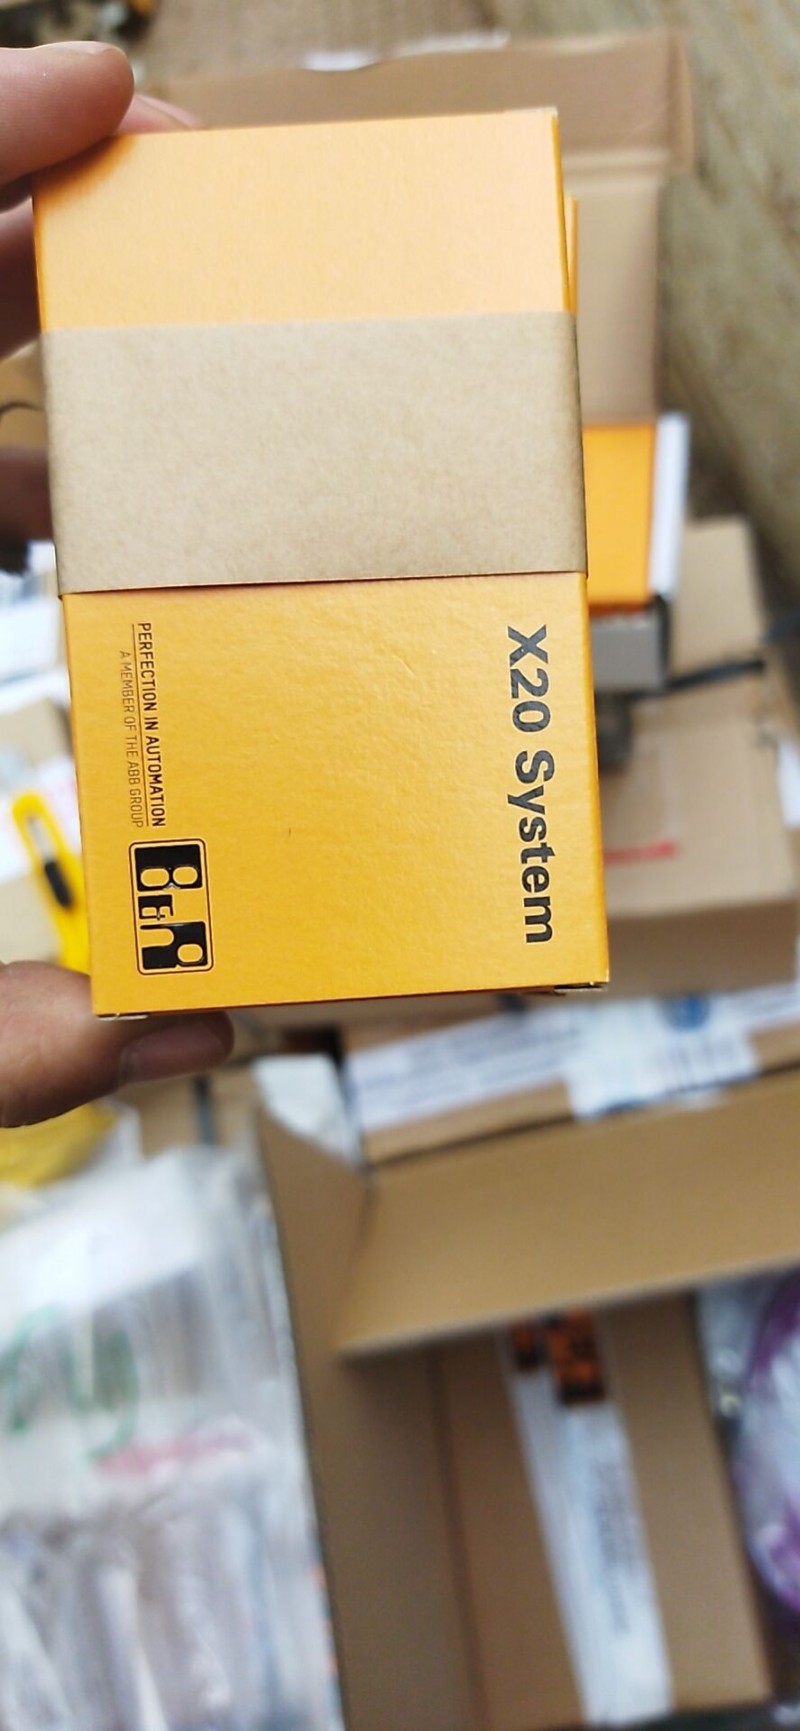 X20 System
PERFECTION IN AUTOMATION
A MEMBER OF THE ABB GROUP
B&R